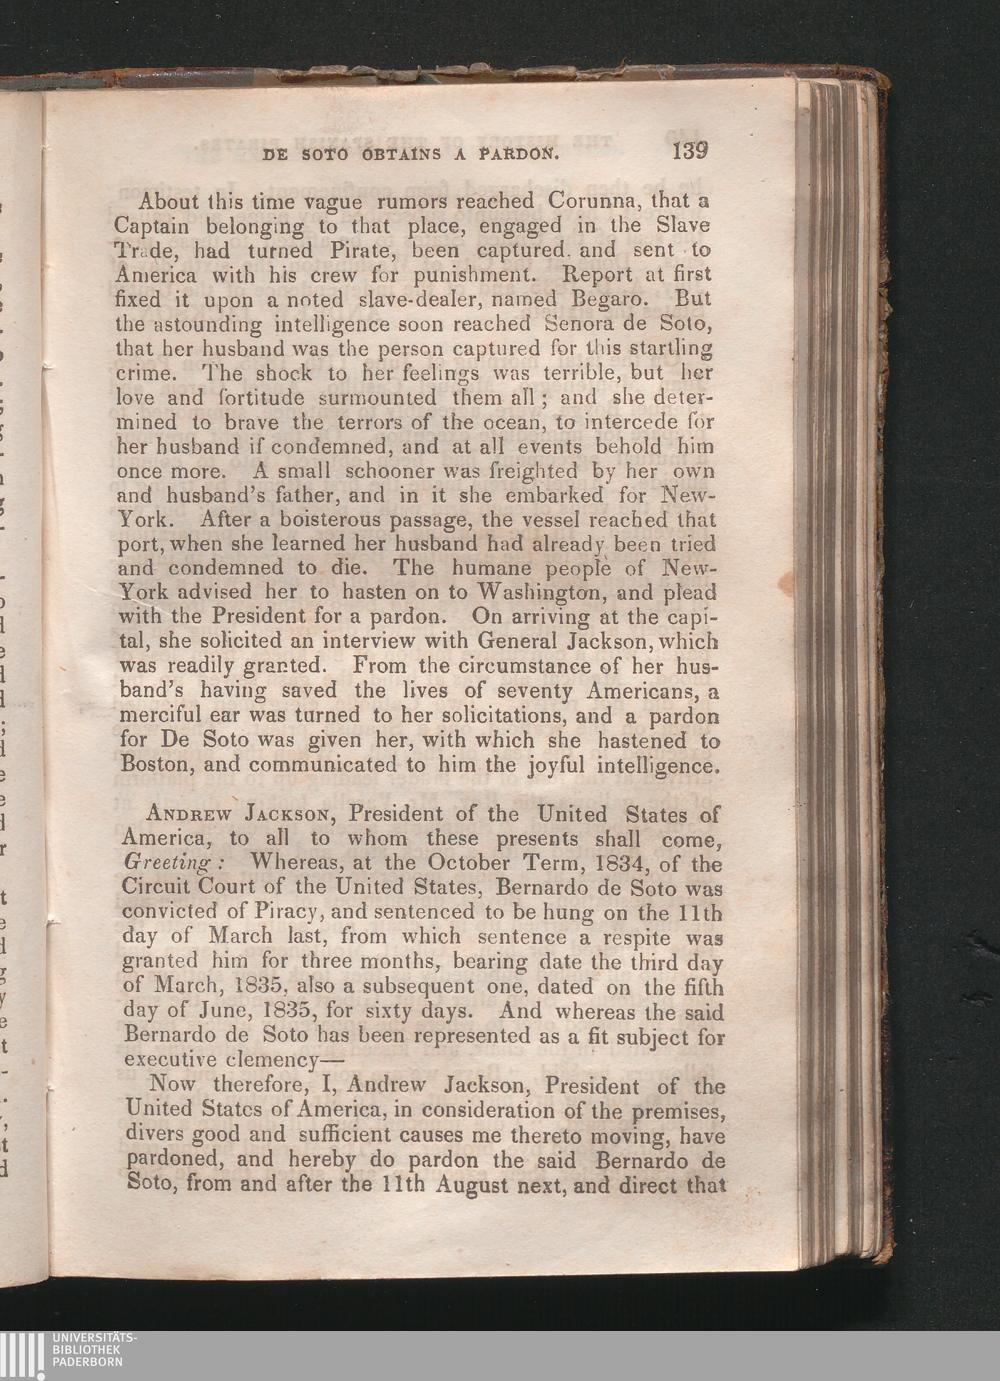 DE SOTO OBTAINS A PARDON. 139
About this time vague rumors reached Corunna, that a
Captain belonging to that place, engaged in the Slave
Trade, had turned Pirate, been captured. and sent to
America with his crew for punishment. Report at first
fixed it upon a noted slave-dealer, named Begaro. But
the astounding intelligence soon reached Senora de Soto,
that her husband was the person captured for this startling
crime. The shock to her feelings was terrible, but her
love and fortitude surmounted them all; and she deter-
mined to brave the terrors of the ocean, to intercede for
her husband if condemned, and at all events behold him
once more. A small schooner was freighted by her own
and husband's father, and in it she embarked for New-
York. After a boisterous passage, the vessel reached that
port, when she learned her husband had already been tried
and condemned to die. The humane people of New-
York advised her to hasten on to Washington, and plead
with the President for a pardon. On arriving at the capi-
tal, she solicited an interview with General Jackson, which
was readily granted. From the circumstance of her hus-
band's having saved the lives of seventy Americans, a
merciful ear was turned to her solicitations, and a pardon
for De Soto was given her, with which she hastened to
Boston, and communicated to him the joyful intelligence.
ANDREW JACKSON, President of the United States of
America, to all to whom these presents shall come,
Greeting: Whereas, at the October Term, 1834, of the
Circuit Court of the United States, Bernardo de Soto was
convicted of Piracy, and sentenced to be hung on the 11th
day of March last, from which sentence a respite was
granted him for three months, bearing date the third day
of March, 1835, also a subsequent one, dated on the fifth
day of June, 1835, for sixty days. And whereas the said
Bernardo de Soto has been represented as a fit subject for
executive clemency—
Now therefore, I, Andrew Jackson, President of the
United States of America, in consideration of the premises,
divers good and sufficient causes me thereto moving, have
pardoned, and hereby do pardon the said Bernardo de
Soto, from and after the 11th August next, and direct that
UNIVERSITÄTS-
BIBLIOTHEK
PADERBORN